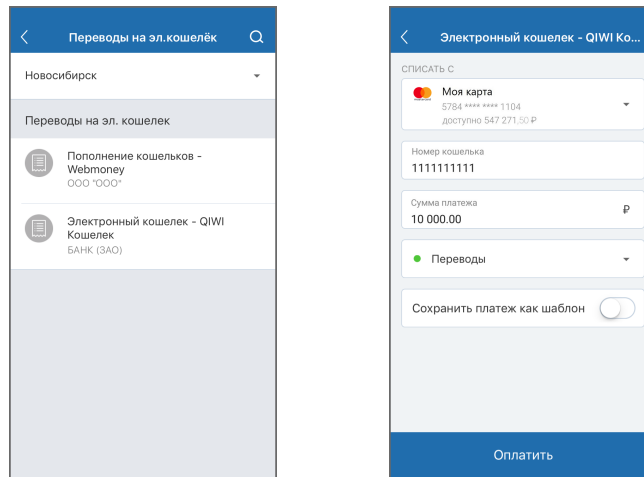 Переводы на эл.кошелёк
Новосибирск
Переводы на эл. кошелек
Пополнение кошельков -
Webmoney
ООО "ООО"
Электронный кошелек - QIWI
Кошелек
БАНК (ЗАО)
Электронный кошелек - QIWI Ко...
СПИСАТЬ С
Моя карта
5784 **** **** 1104
доступно 547 271,50 ₽
Номер кошелька
1111111111
Сумма платежа
10 000.00 ₽
Переводы
Сохранить платеж как шаблон
Оплатить